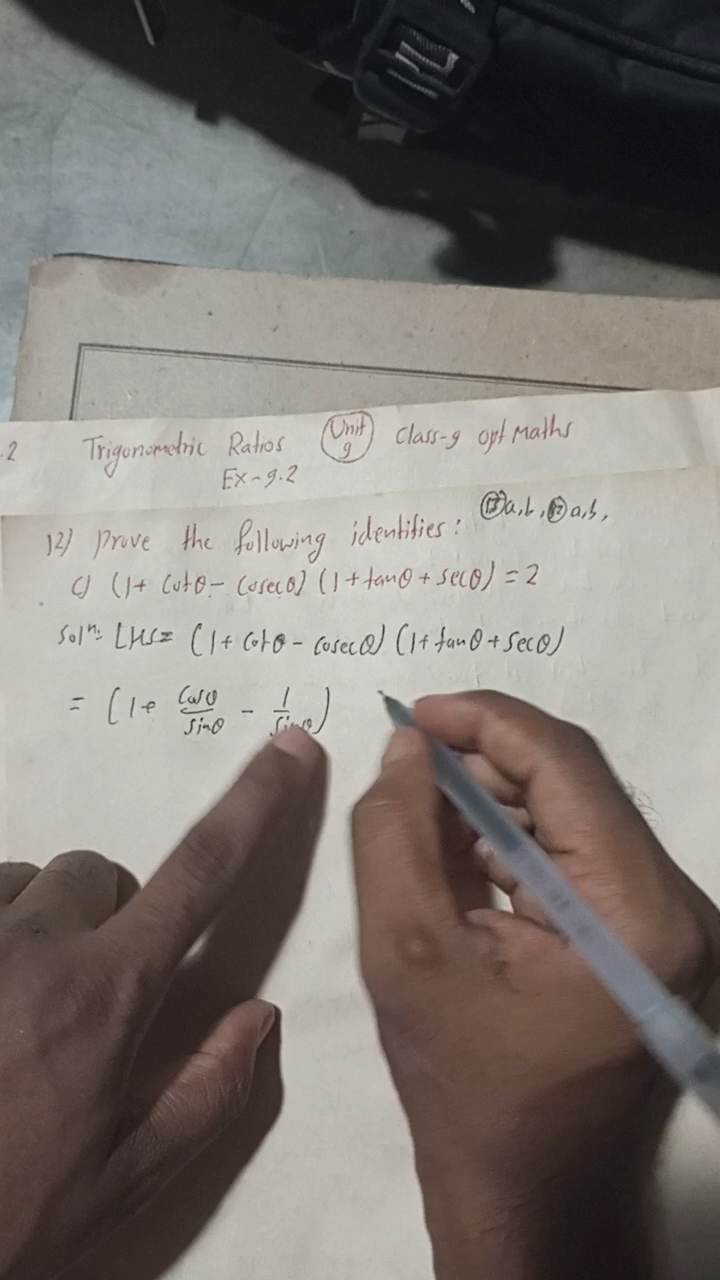 .2 Trigonometric Ratios Unit 9 Class-9 opt Maths
Ex-9.2
a,b, a,b,
12) prove the following identities:
c) (1+ cotθ- cosecθ) (1+tanθ+secθ) = 2
Solⁿ: LHS= (1+ cotθ - cosecθ) (1+ tanθ+secθ)
= (1+ cosθ/sinθ - 1/sinθ)